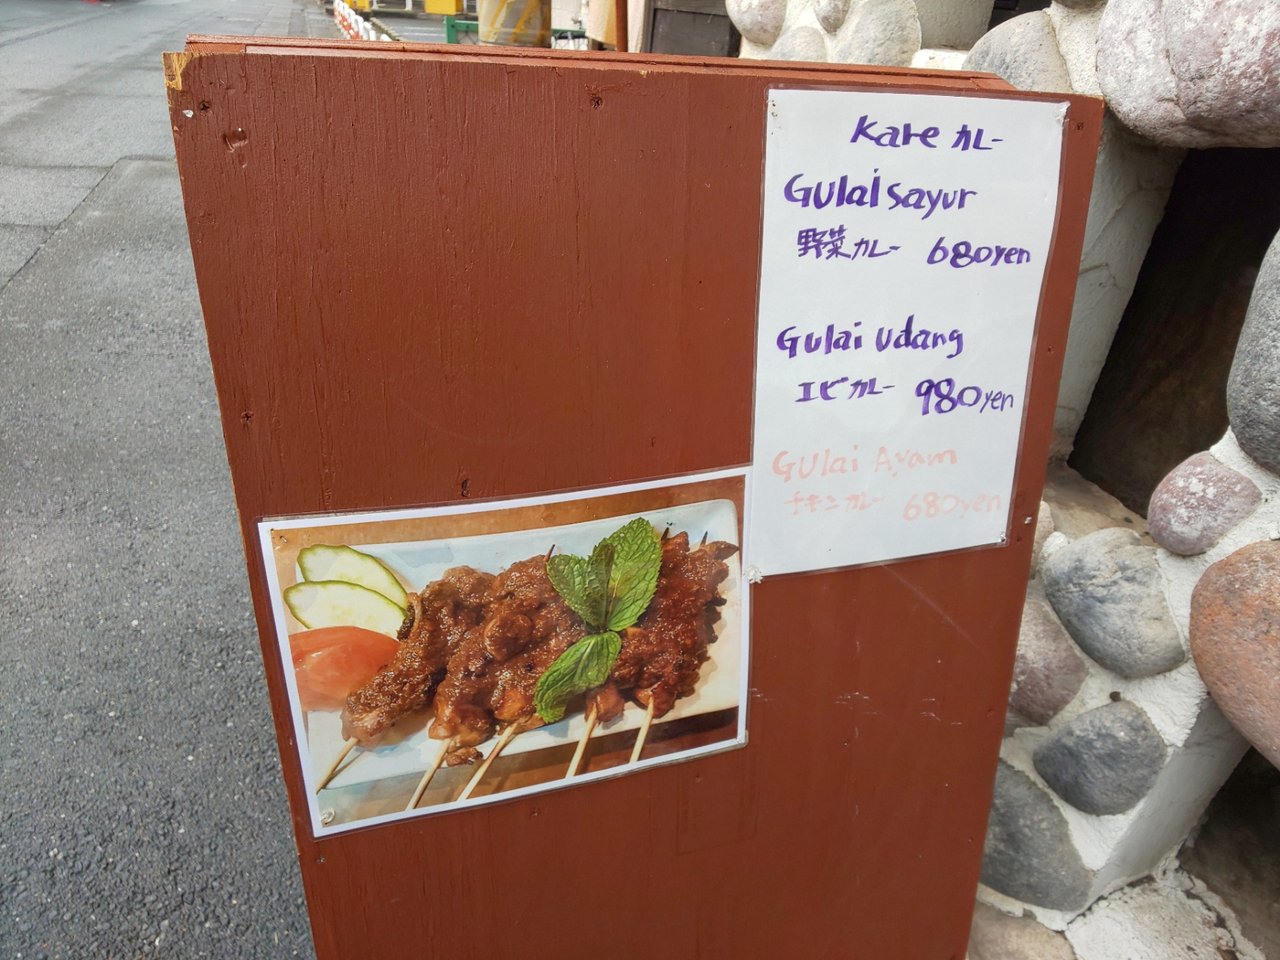 Kare カレー
Gulai sayur
野菜カレー 680yen
Gulai Udang
エビカレー 980yen
GUlai Ayam
チキンカレー 680yen